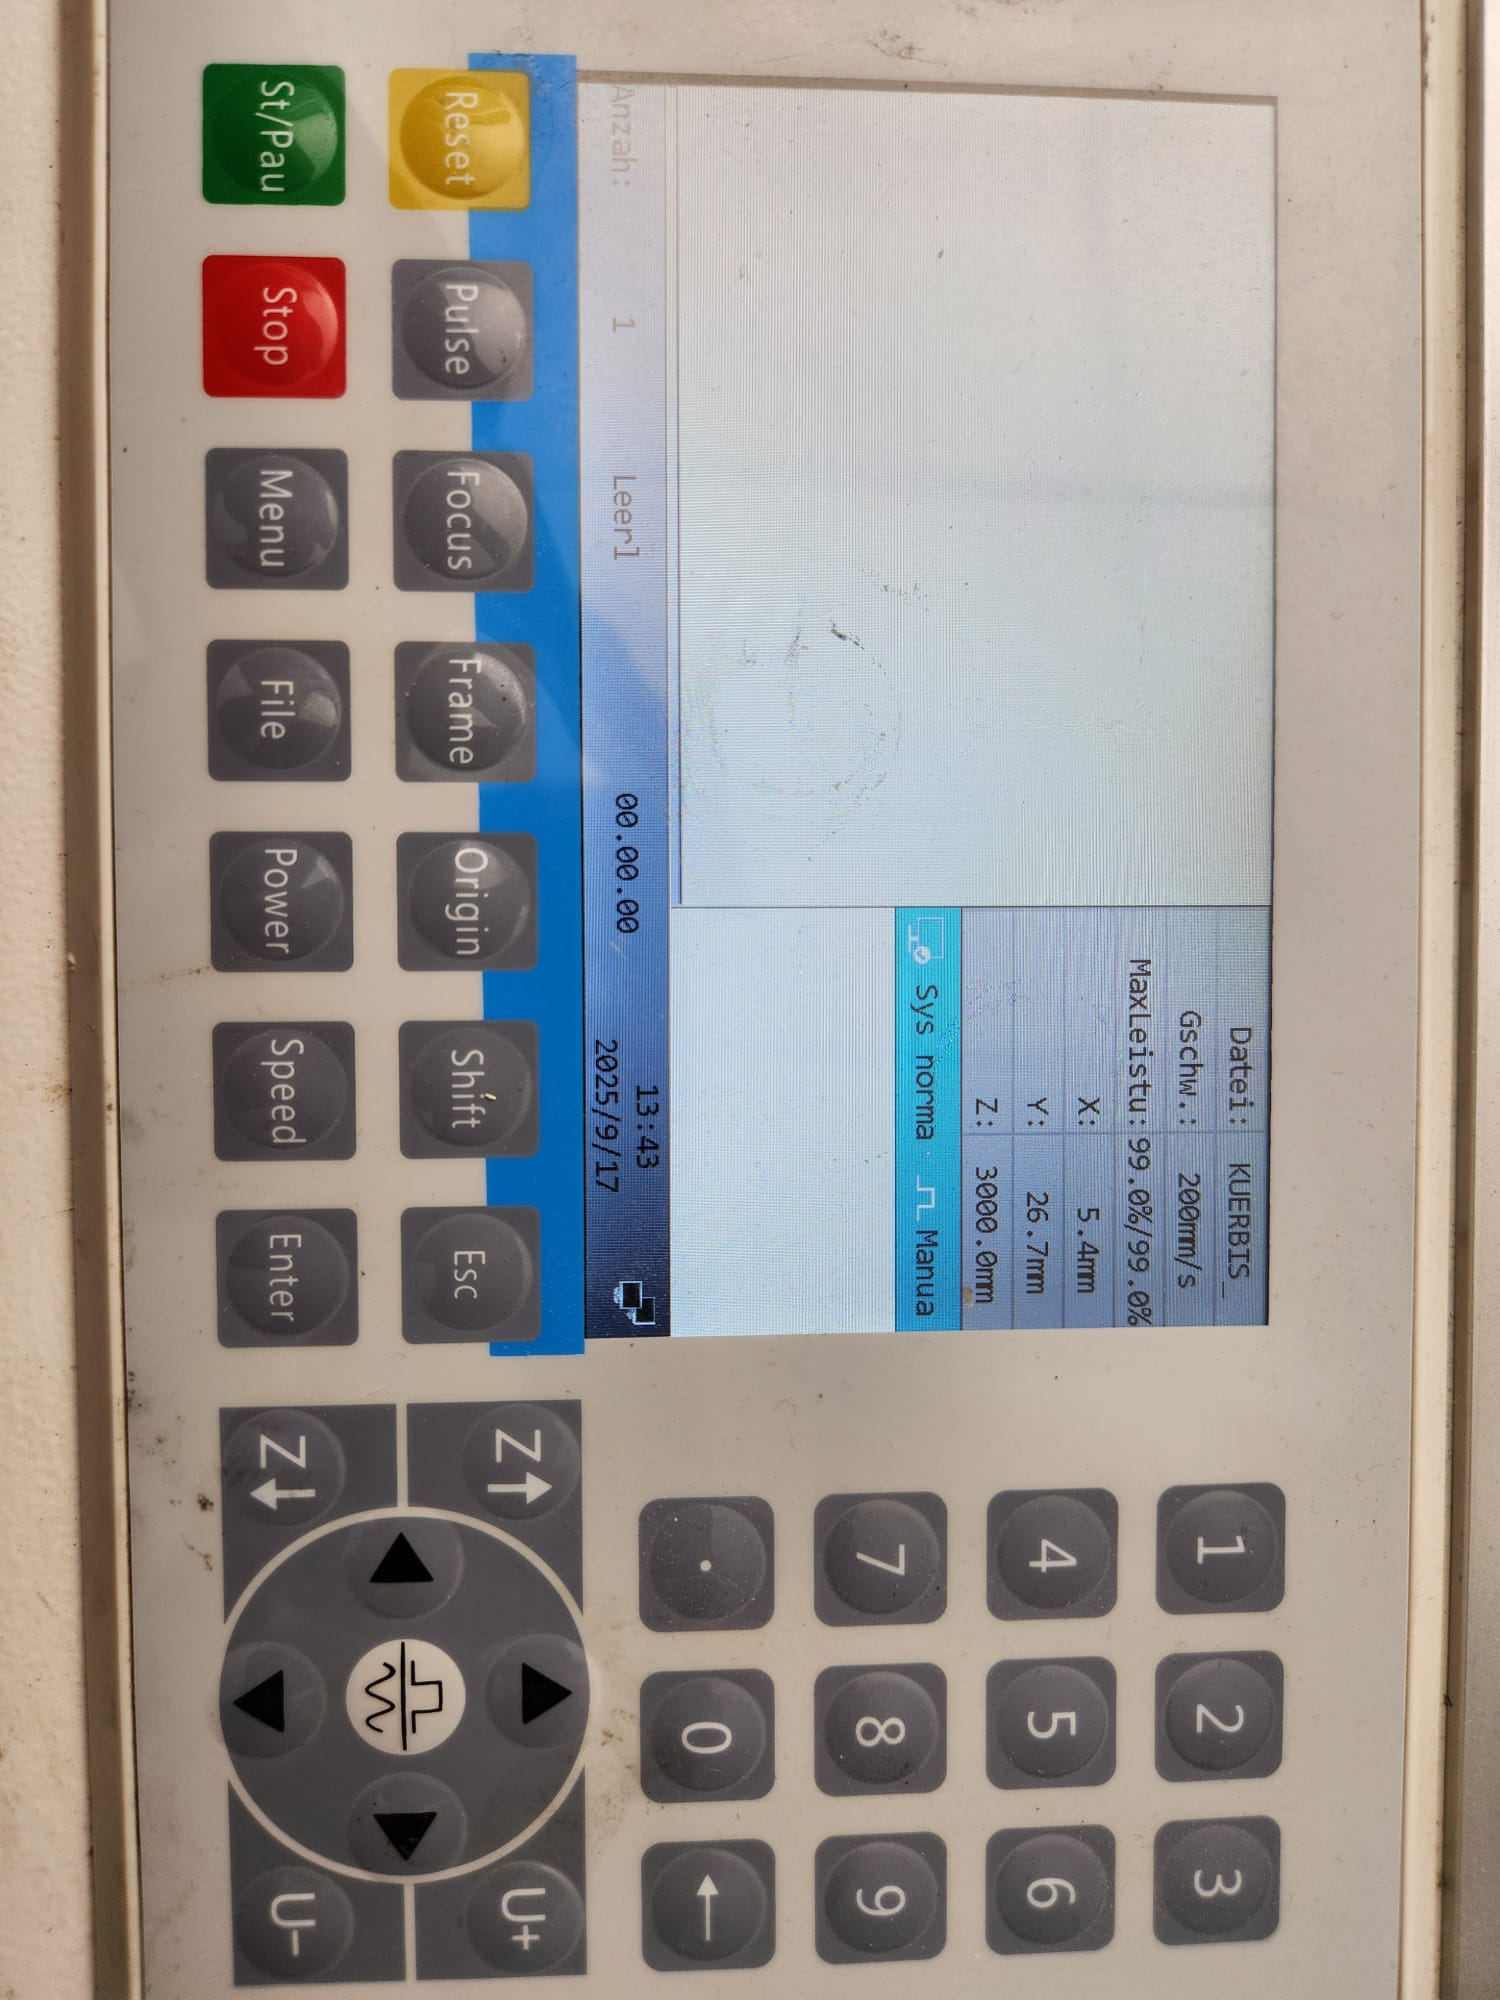 Datei: KUERBIS_
Gschw.: 200mm/s
MaxLeistu: 99.0%/99.0%
X: 5.4mm
Y: 26.7mm
Z: 3000.0mm
Sys norma Manua
Anzah: 1 Leerl 00.00.00 13:43
2025/9/17
Reset Pulse Focus Frame Origin Shift Esc
St/Pau Stop Menu File Power Speed Enter
1 2 3
4 5 6
7 8 9
. 0 ←
Z↑ ▲ U+
◀ ▶
Z↓ ▼ U-